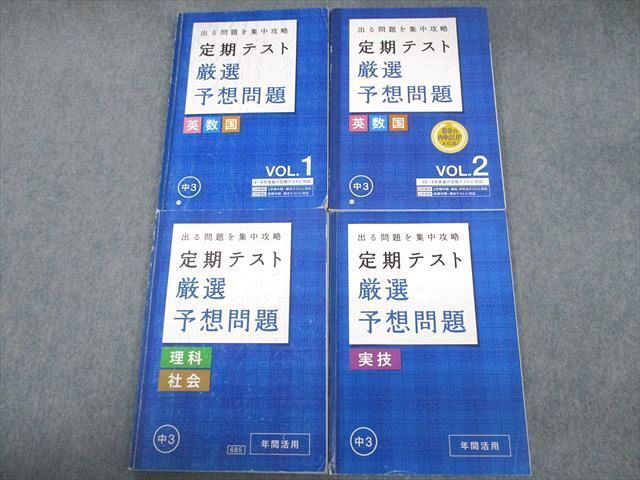 出る問題を集中攻略
定期テスト
厳選
予想問題
英数国
VOL.1
中3
出る問題を集中攻略
定期テスト
厳選
予想問題
英数国
VOL.2
中3
出る問題を集中攻略
定期テスト
厳選
予想問題
理科
社会
中3
685
年間活用
出る問題を集中攻略
定期テスト
厳選
予想問題
実技
中3
年間活用